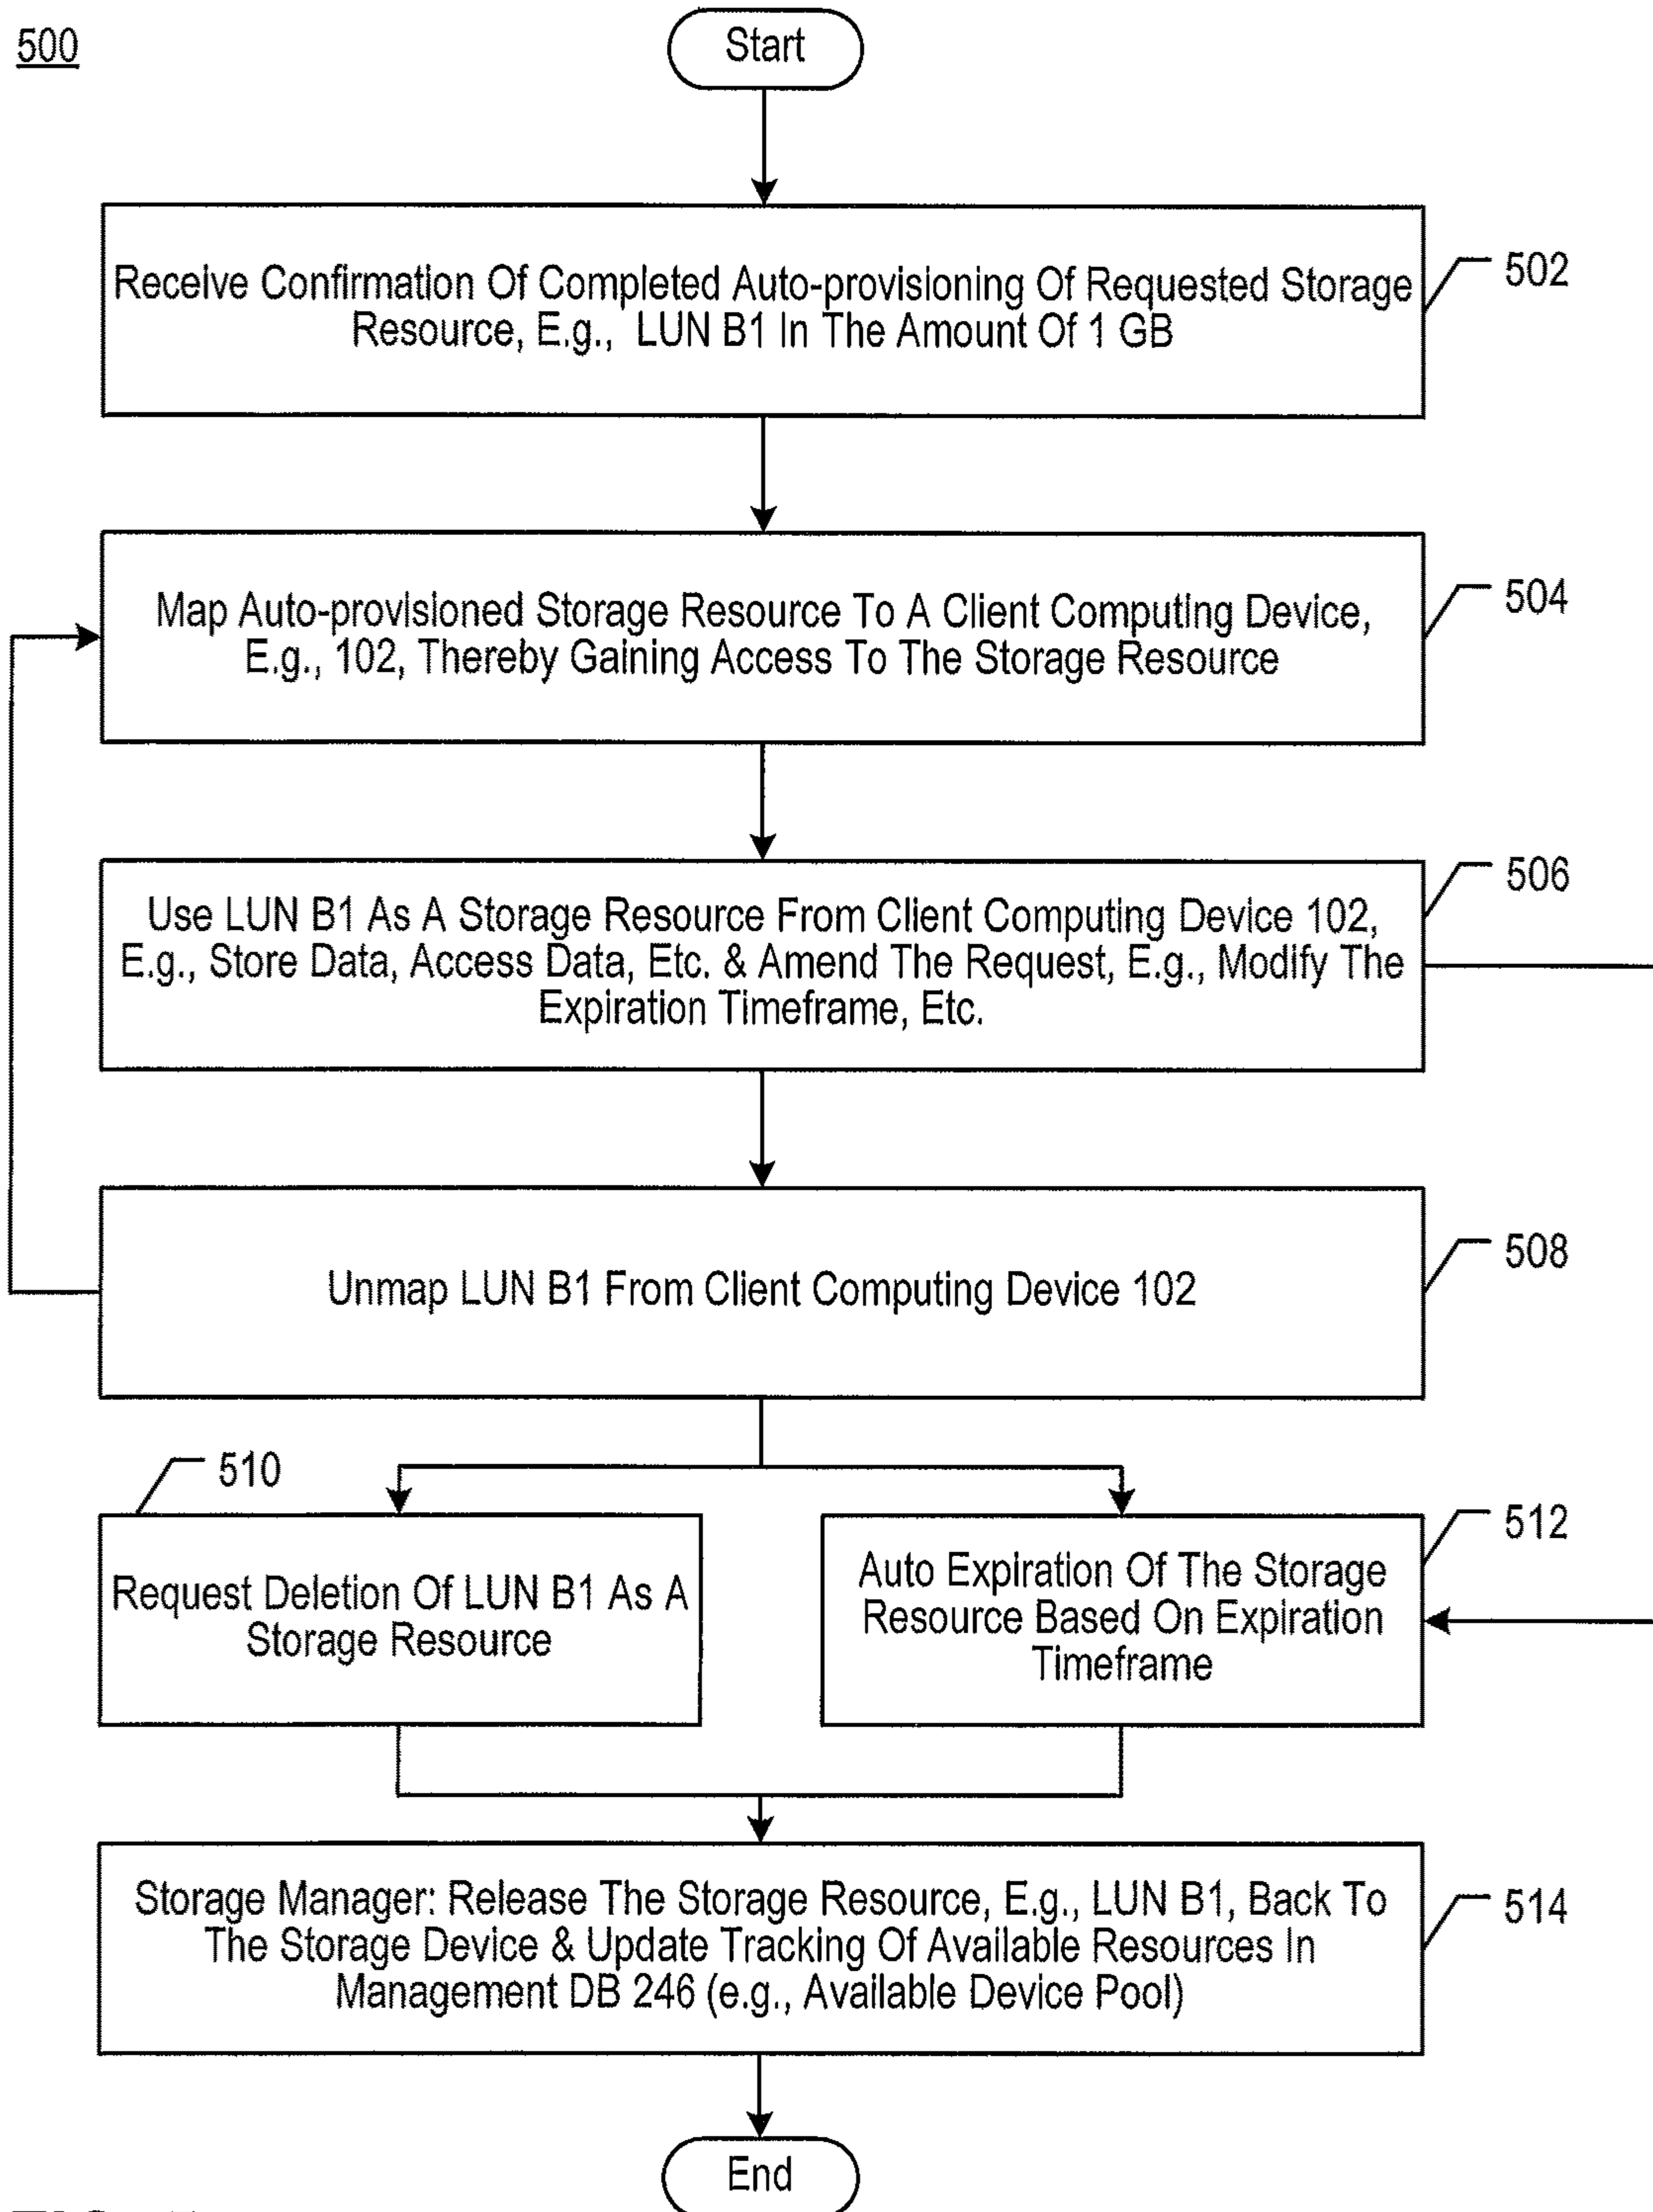 500
Start
Receive Confirmation Of Completed Auto-provisioning Of Requested Storage
Resource, E.g., LUN B1 In The Amount Of 1 GB
502
Map Auto-provisioned Storage Resource To A Client Computing Device,
E.g., 102, Thereby Gaining Access To The Storage Resource
504
Use LUN B1 As A Storage Resource From Client Computing Device 102,
E.g., Store Data, Access Data, Etc. & Amend The Request, E.g., Modify The
Expiration Timeframe, Etc.
506
Unmap LUN B1 From Client Computing Device 102
508
510
Request Deletion Of LUN B1 As A
Storage Resource
512
Auto Expiration Of The Storage
Resource Based On Expiration
Timeframe
Storage Manager: Release The Storage Resource, E.g., LUN B1, Back To
The Storage Device & Update Tracking Of Available Resources In
Management DB 246 (e.g., Available Device Pool)
514
End